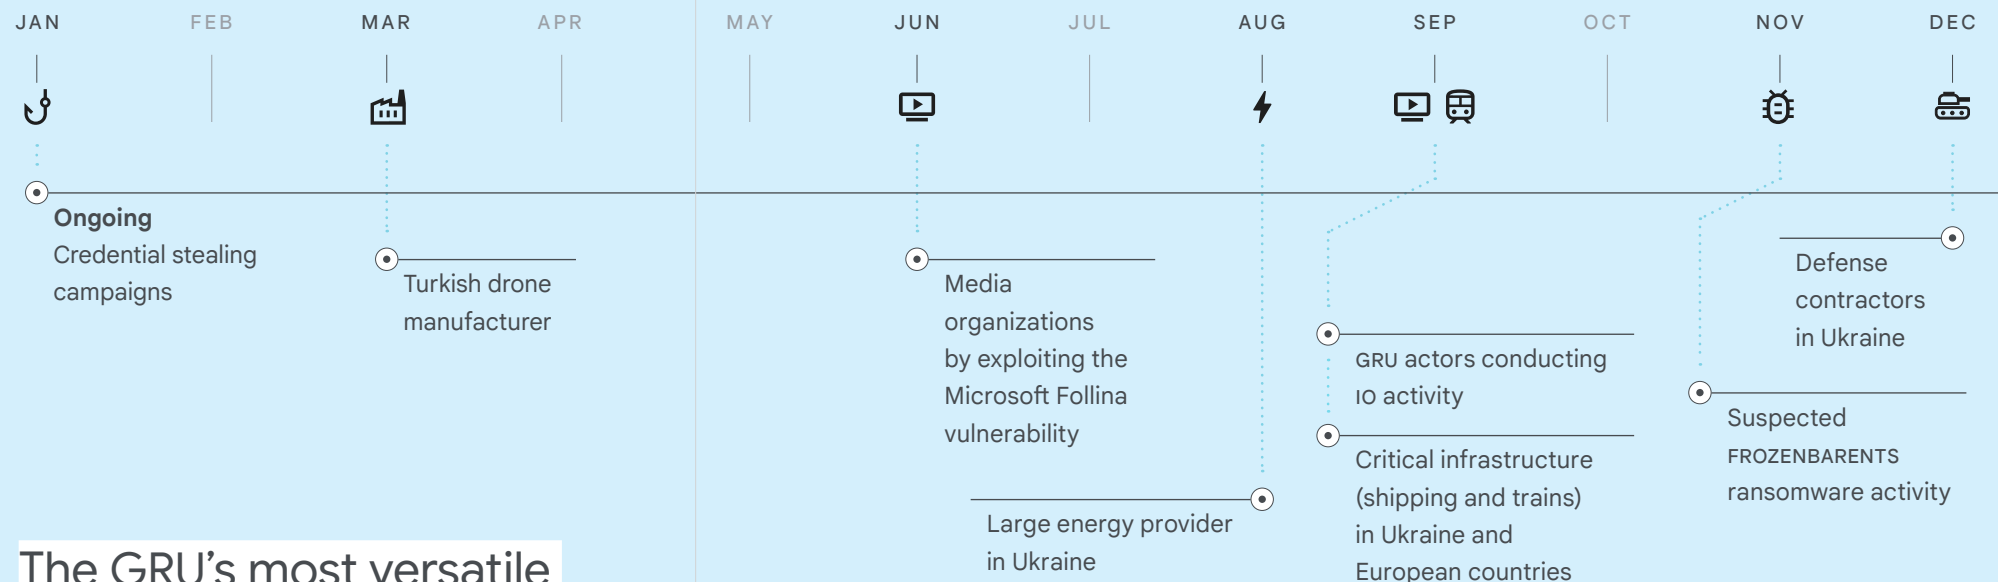 JAN FEB MAR APR MAY JUN JUL AUG SEP OCT NOV DEC
Ongoing
Credential stealing
campaigns
Turkish drone
manufacturer
Media
organizations
by exploiting the
Microsoft Follina
vulnerability
Large energy provider
in Ukraine
GRU actors conducting
IO activity
Critical infrastructure
(shipping and trains)
in Ukraine and
European countries
Suspected
FROZENBARENTS
ransomware activity
Defense
contractors
in Ukraine
The GRU’s most versatile